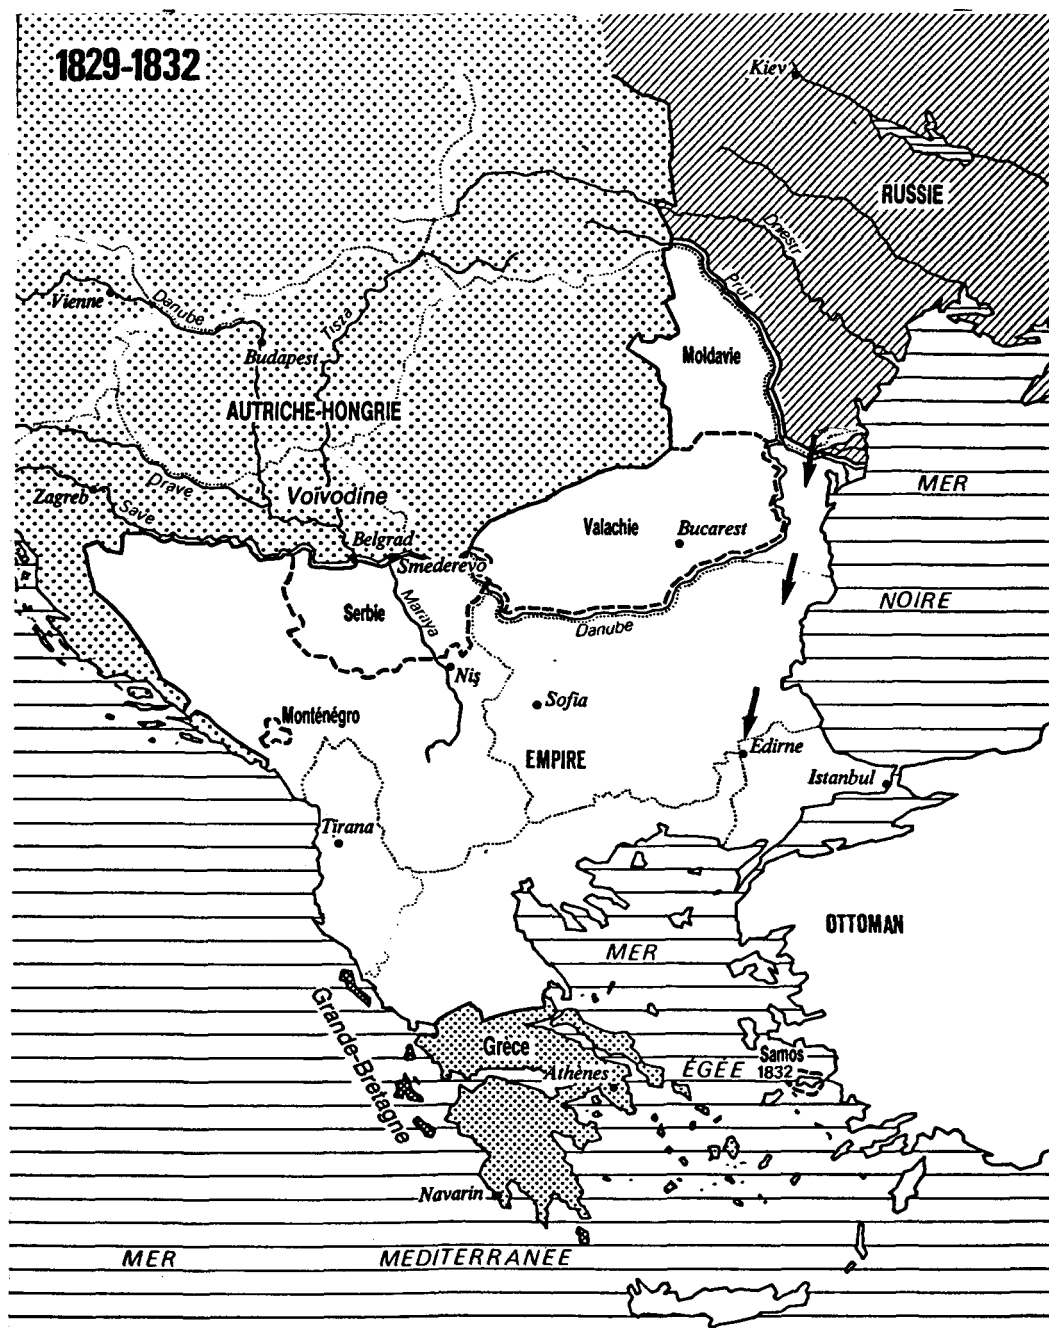 1829-1832
Kiev
RUSSIE
Dniestr
Prut
Vienne
Danube
Tisza
Budapest
Moldavie
AUTRICHE-HONGRIE
Zagreb
Drave
Save
Voïvodine
MER
Valachie
Bucarest
Belgrad
Smederevo
NOIRE
Serbie
Maraya
Danube
Niş
Sofia
Monténégro
EMPIRE
Edirne
Istanbul
Tirana
OTTOMAN
MER
Grande-Bretagne
Grèce
Athènes
ÉGÉE
Samos
1832
Navarin
MER MEDITERRANEE